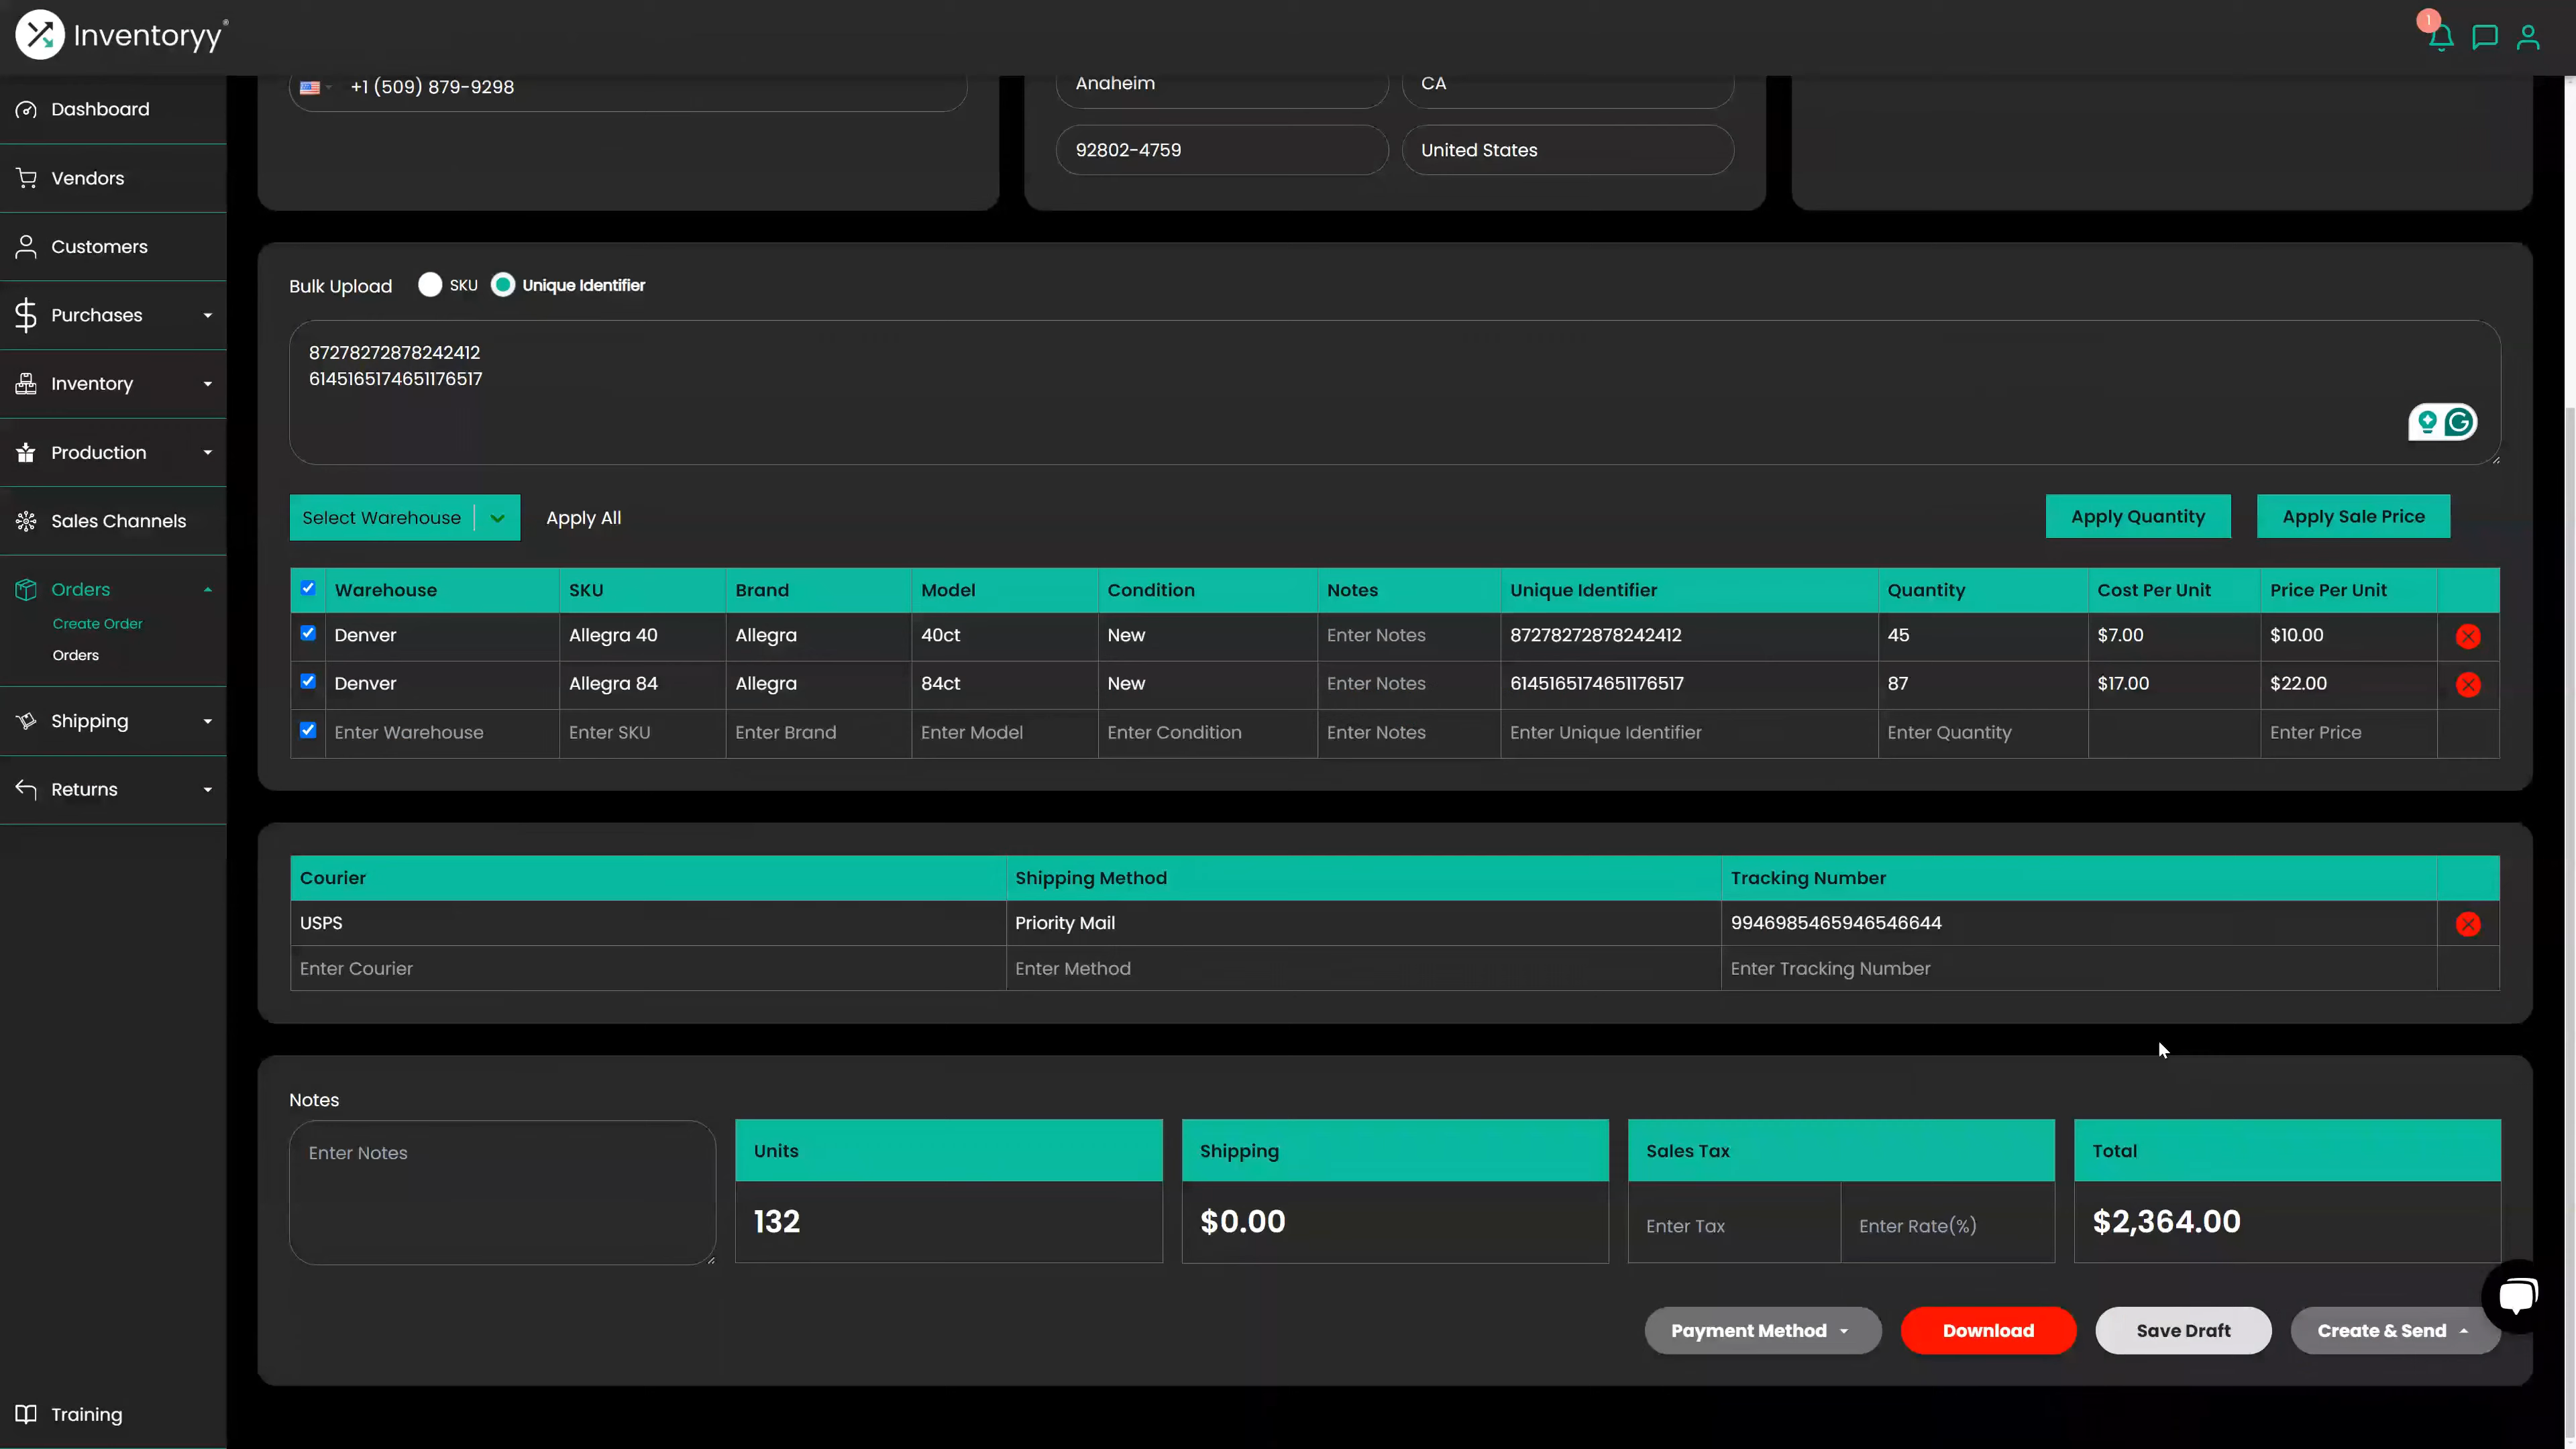 Inventoryy®
1
Dashboard
Vendors
Customers
Purchases
Inventory
Production
Sales Channels
Orders
Create Order
Orders
Shipping
Returns
Training
+1 (509) 879-9298
Anaheim CA
92802-4759 United States
Bulk Upload SKU Unique Identifier
87278272878242412
6145165174651176517
Select Warehouse Apply All Apply Quantity Apply Sale Price
Warehouse SKU Brand Model Condition Notes Unique Identifier Quantity Cost Per Unit Price Per Unit
Denver Allegra 40 Allegra 40ct New Enter Notes 87278272878242412 45 $7.00 $10.00
Denver Allegra 84 Allegra 84ct New Enter Notes 6145165174651176517 87 $17.00 $22.00
Enter Warehouse Enter SKU Enter Brand Enter Model Enter Condition Enter Notes Enter Unique Identifier Enter Quantity Enter Price
Courier Shipping Method Tracking Number
USPS Priority Mail 9946985465946546644
Enter Courier Enter Method Enter Tracking Number
Notes
Enter Notes
Units Shipping Sales Tax Total
132 $0.00 Enter Tax Enter Rate(%) $2,364.00
Payment Method Download Save Draft Create & Send